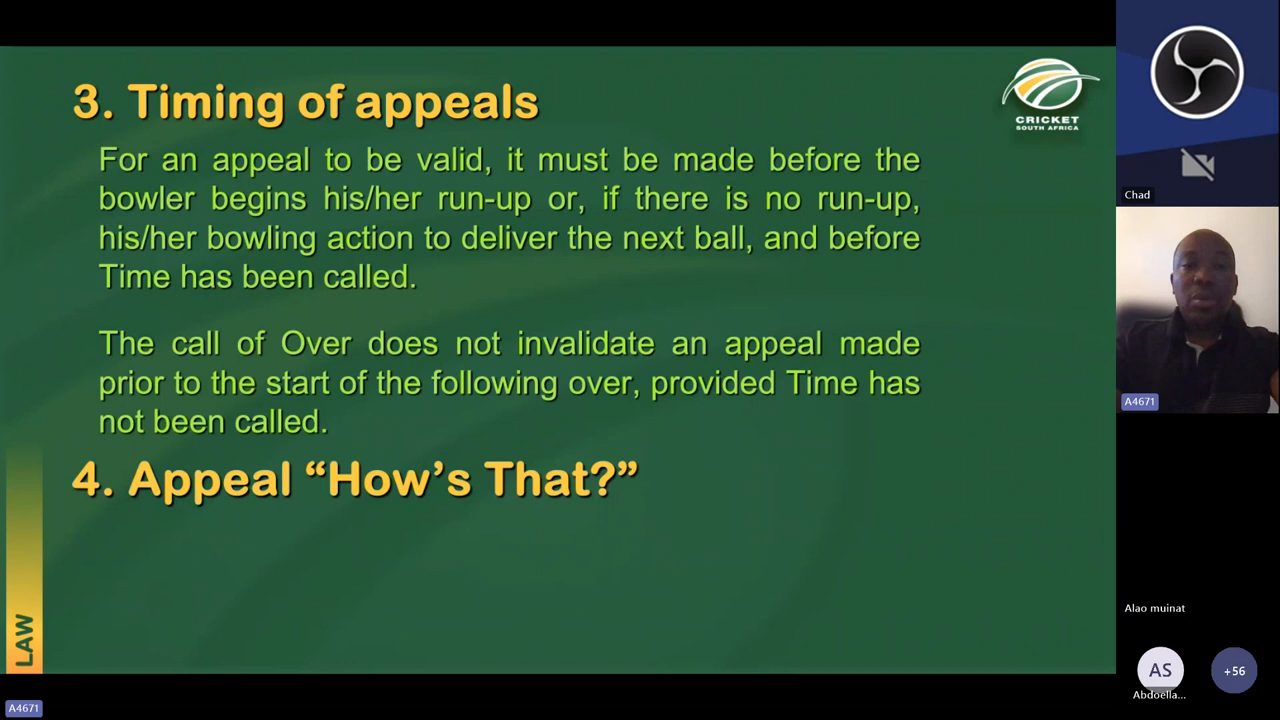 3. Timing of appeals
For an appeal to be valid, it must be made before the
bowler begins his/her run-up or, if there is no run-up,
his/her bowling action to deliver the next ball, and before
Time has been called.
The call of Over does not invalidate an appeal made
prior to the start of the following over, provided Time has
not been called.
4. Appeal “How’s That?”
LAW
CRICKET
SOUTH AFRICA
A4671
Chad
A4671
Alao muinat
AS
Abdoella...
+56